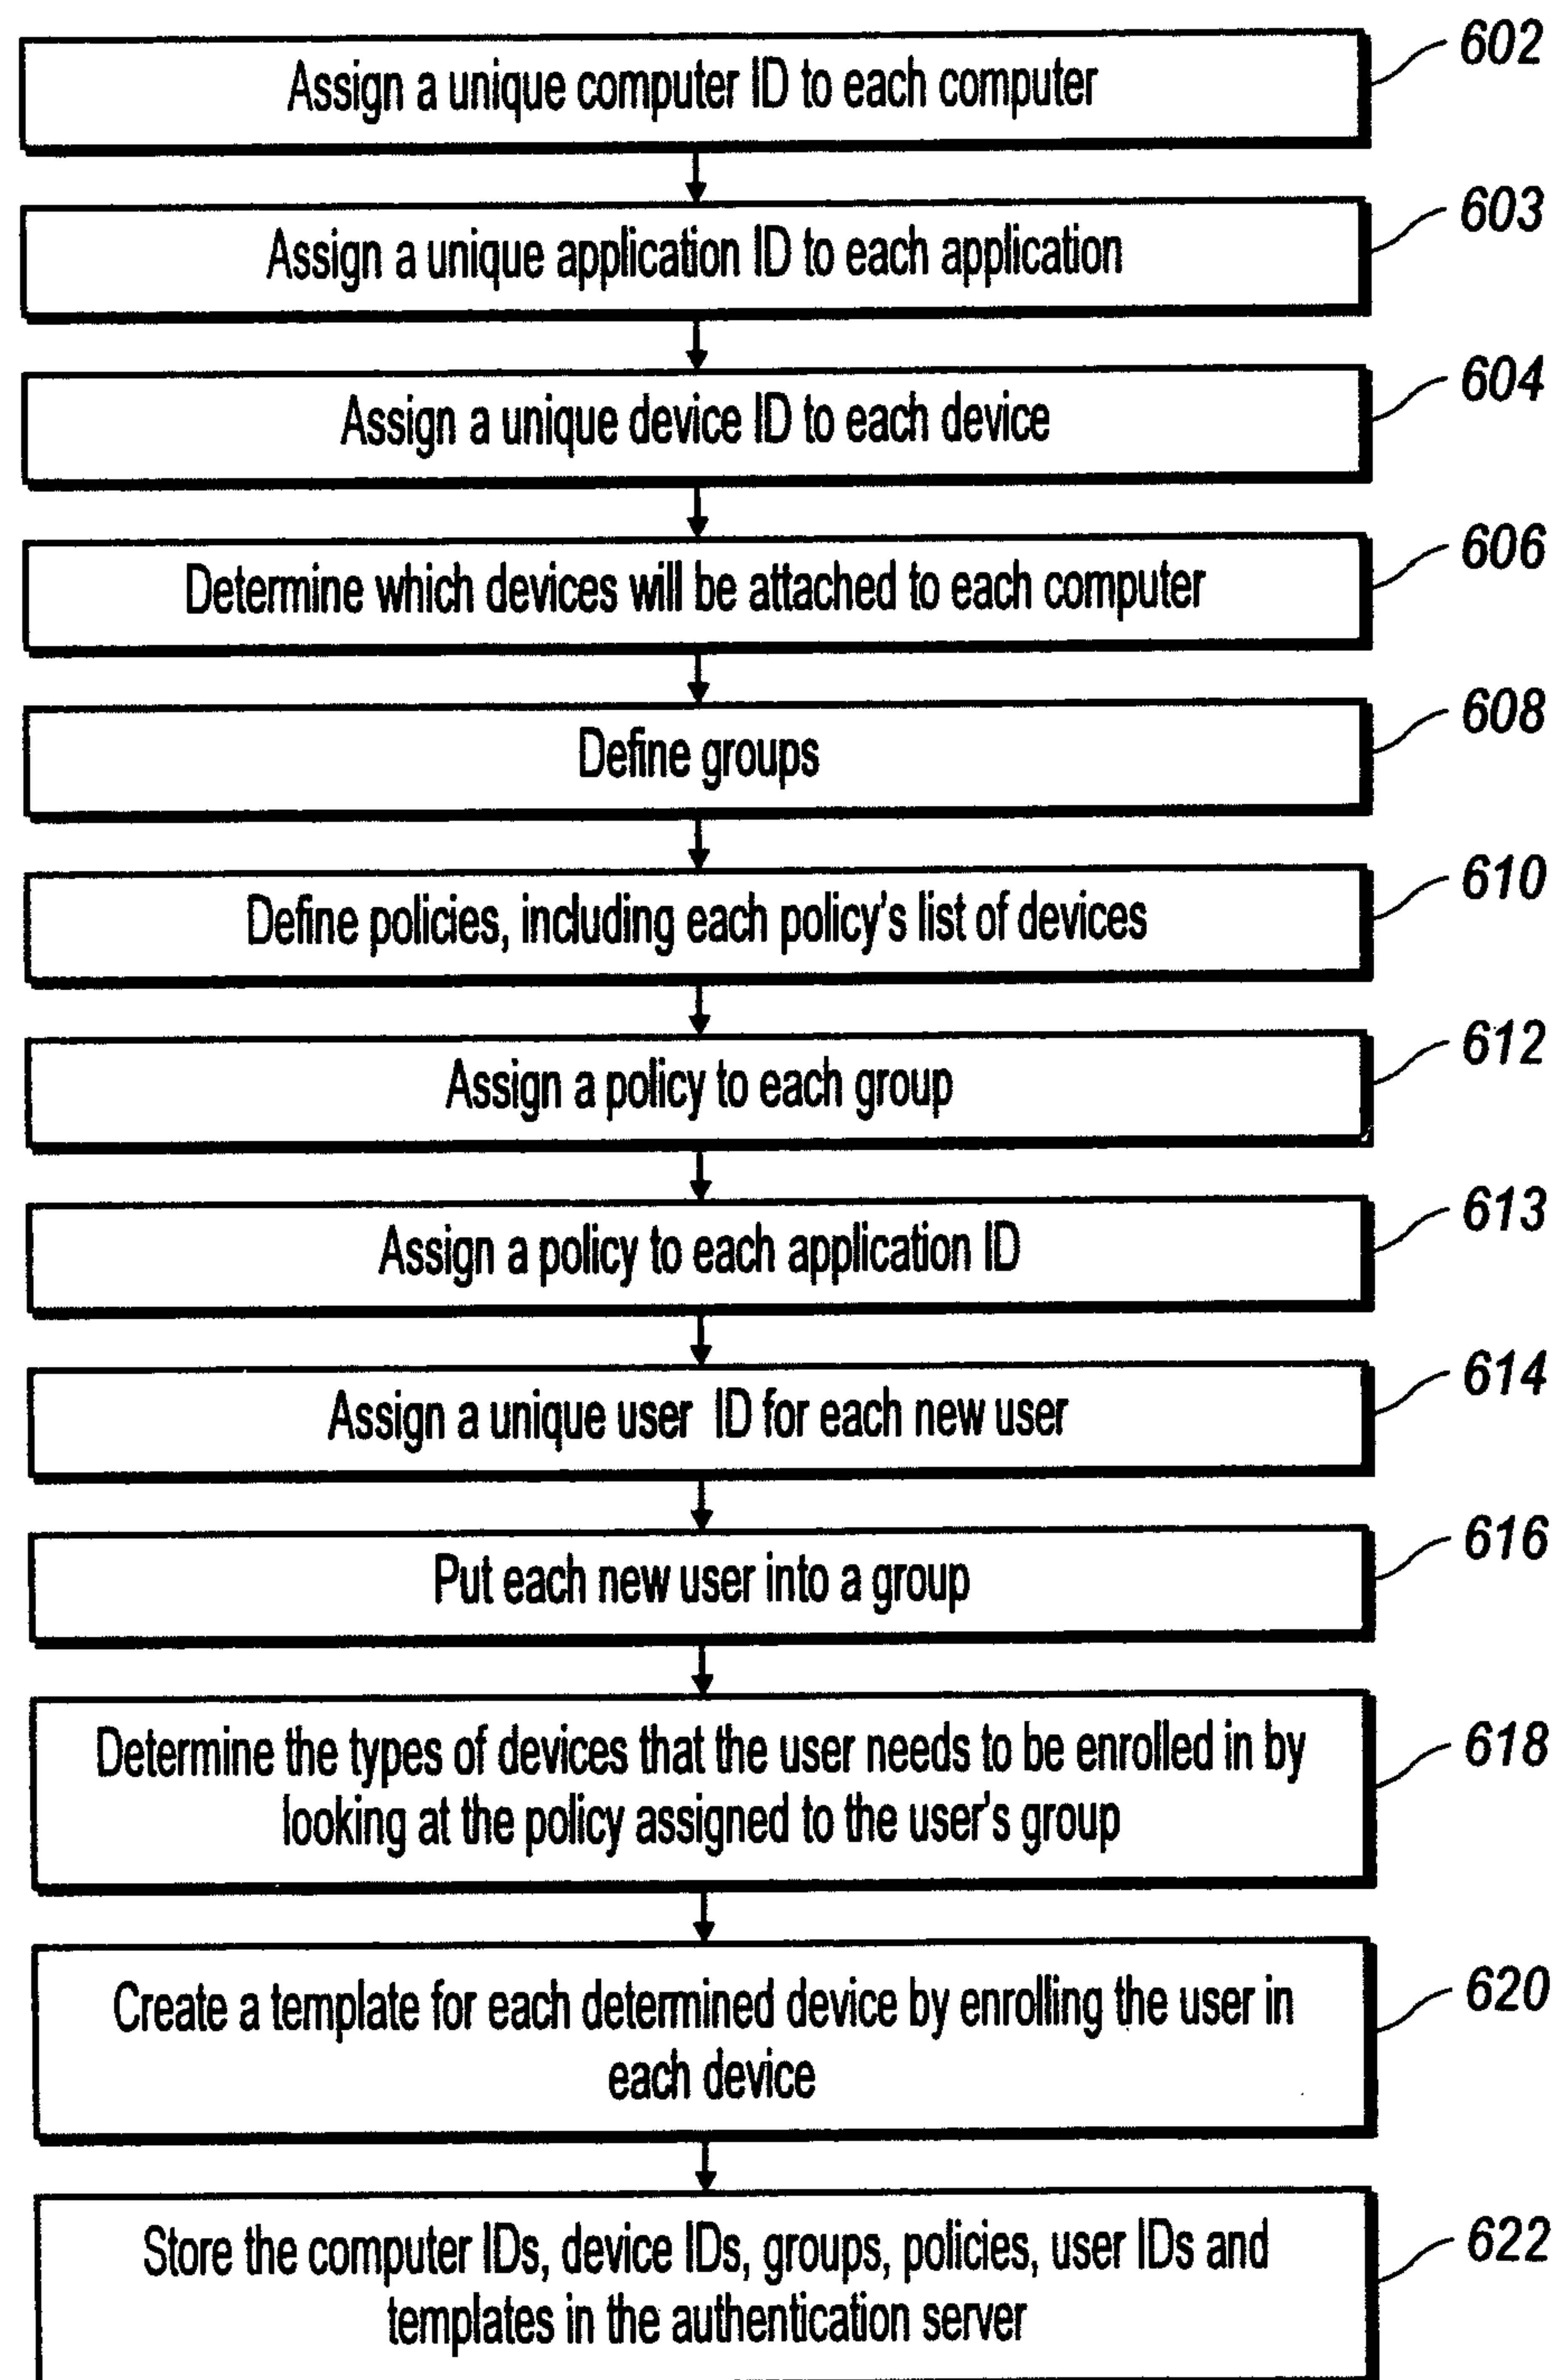 Assign a unique computer ID to each computer
602
Assign a unique application ID to each application
603
Assign a unique device ID to each device
604
Determine which devices will be attached to each computer
606
Define groups
608
Define policies, including each policy's list of devices
610
Assign a policy to each group
612
Assign a policy to each application ID
613
Assign a unique user ID for each new user
614
Put each new user into a group
616
Determine the types of devices that the user needs to be enrolled in by
looking at the policy assigned to the user's group
618
Create a template for each determined device by enrolling the user in
each device
620
Store the computer IDs, device IDs, groups, policies, user IDs and
templates in the authentication server
622